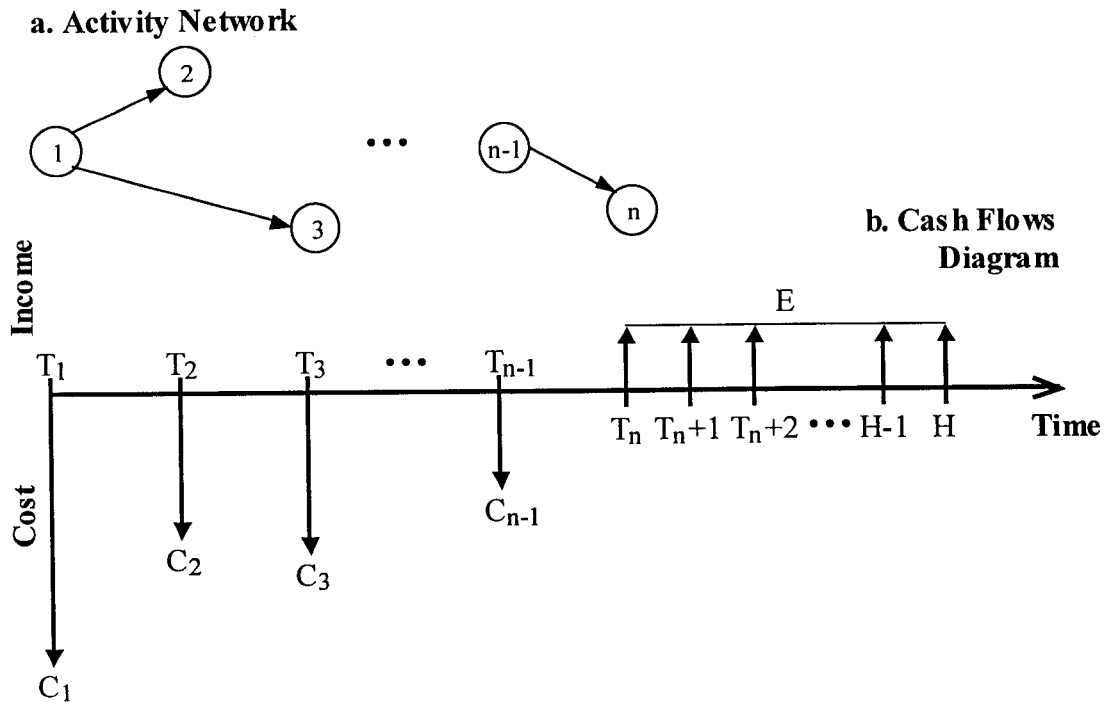 a. Activity Network
2
1
•••
n-1
3
n
b. Cash Flows
Diagram
Income
E
T1 T2 T3 ••• Tn-1
Tn Tn+1 Tn+2 ••• H-1 H Time
Cost
Cn-1
C2
C3
C1